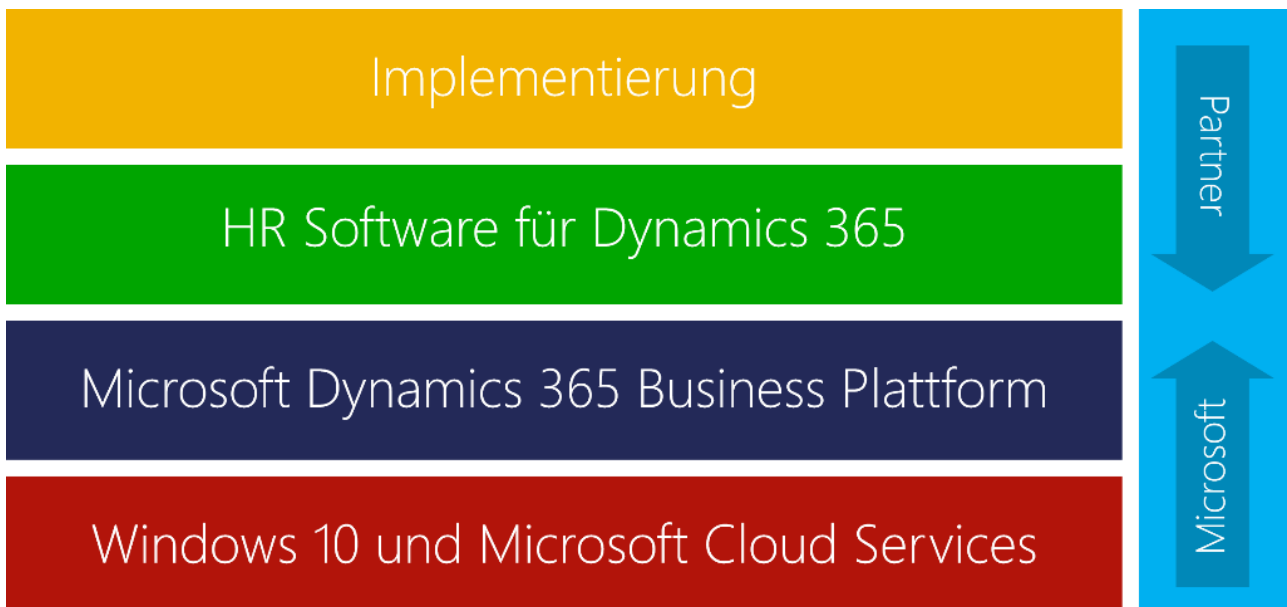 Implementierung
HR Software für Dynamics 365
Microsoft Dynamics 365 Business Plattform
Windows 10 und Microsoft Cloud Services
Partner
Microsoft